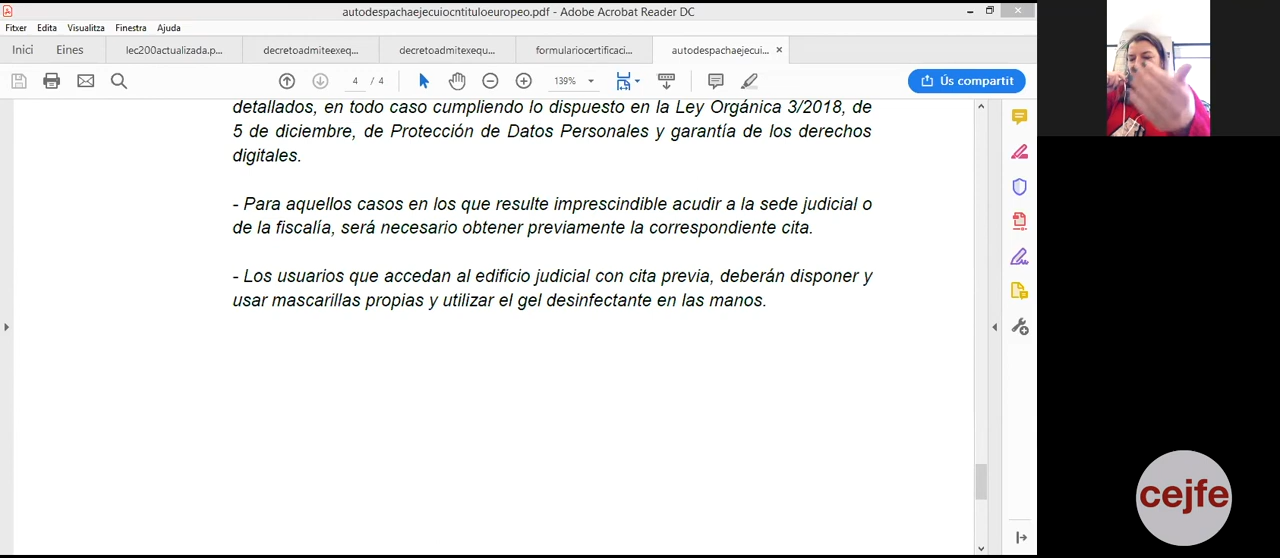 autodespachaejecuiocntituloeuropeo.pdf - Adobe Acrobat Reader DC
Fitxer Edita Visualitza Finestra Ajuda
Inici Eines lec200actualizada.p... decretoadmiteexeq... decretoadmitexequ... formulariocertificaci... autodespachaejecui...
4 / 4 139% Ús compartit
detallados, en todo caso cumpliendo lo dispuesto en la Ley Orgánica 3/2018, de
5 de diciembre, de Protección de Datos Personales y garantía de los derechos
digitales.
- Para aquellos casos en los que resulte imprescindible acudir a la sede judicial o
de la fiscalía, será necesario obtener previamente la correspondiente cita.
- Los usuarios que accedan al edificio judicial con cita previa, deberán disponer y
usar mascarillas propias y utilizar el gel desinfectante en las manos.
cejfe